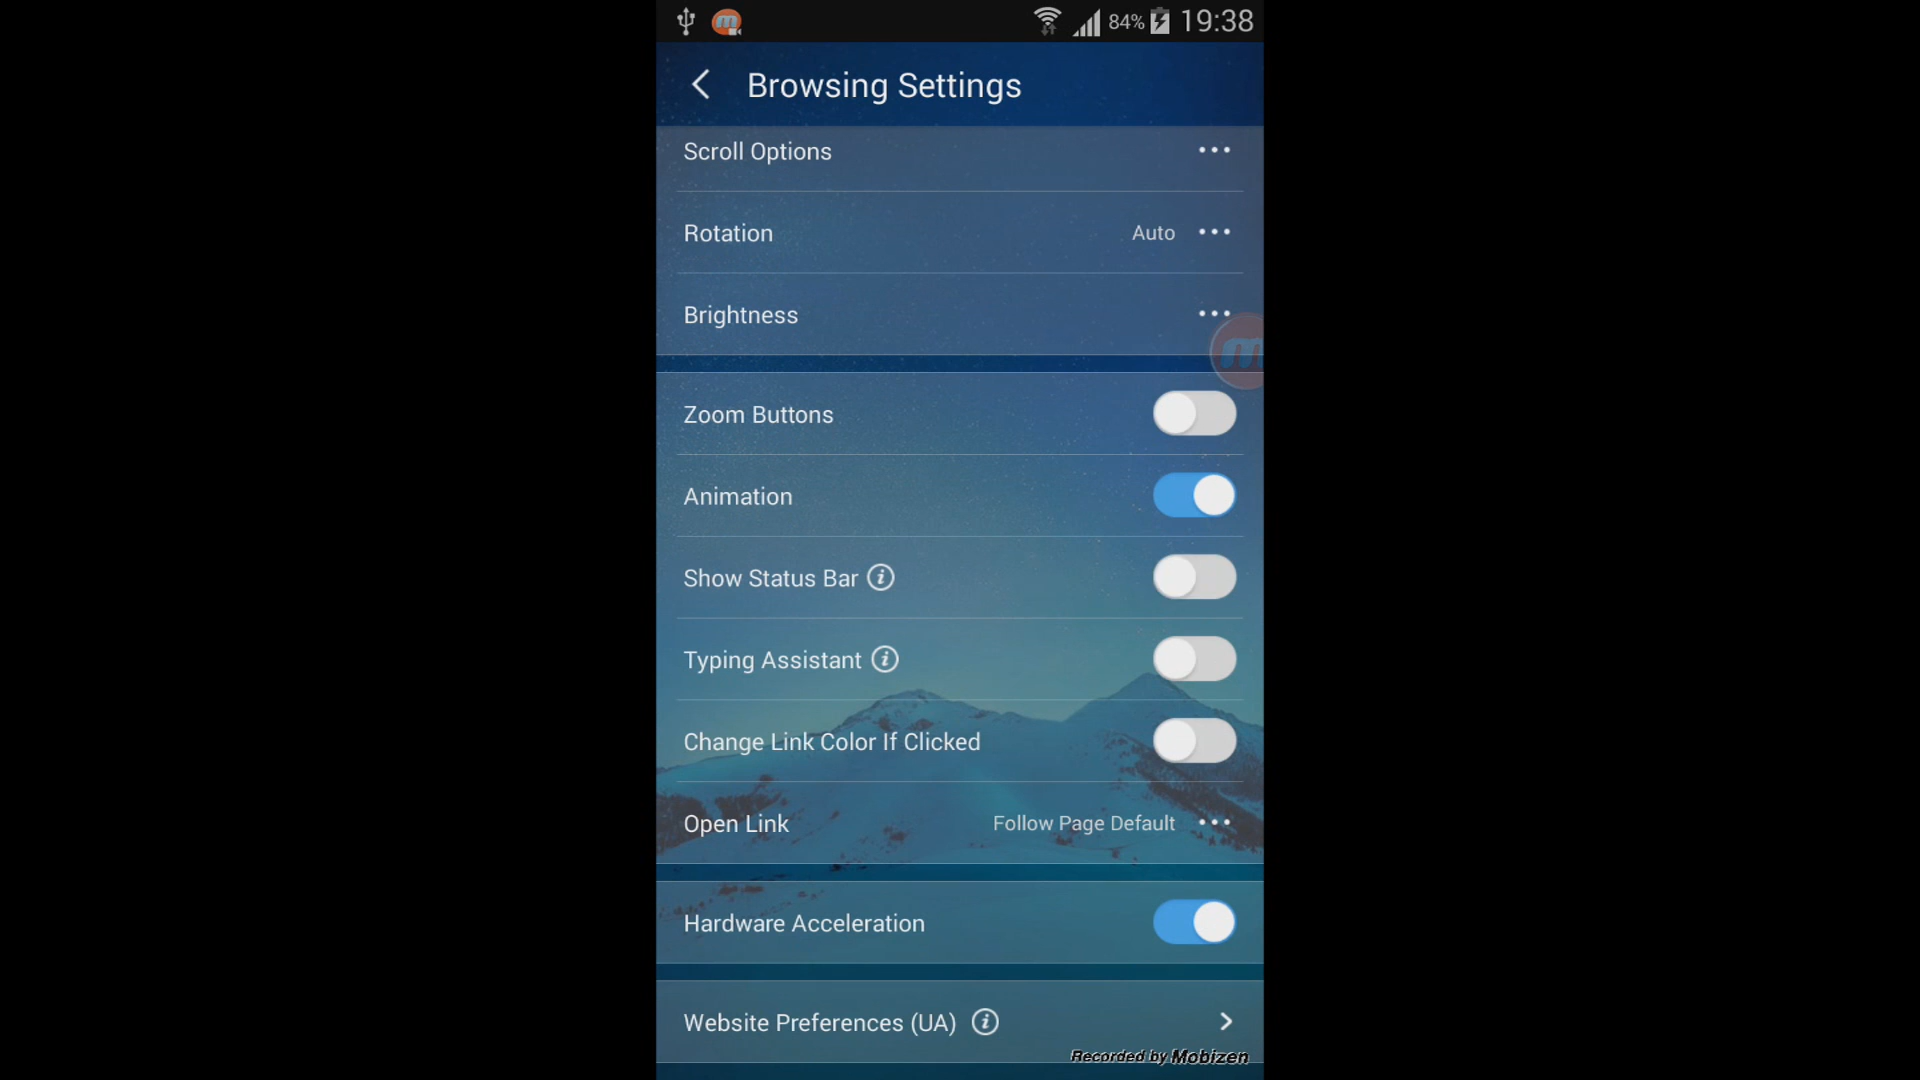 84% 19:38
Browsing Settings
Scroll Options
Rotation Auto
Brightness
m
Zoom Buttons
Animation
Show Status Bar
Typing Assistant
Change Link Color If Clicked
Open Link Follow Page Default
Hardware Acceleration
Website Preferences (UA)
Recorded by Mobizen